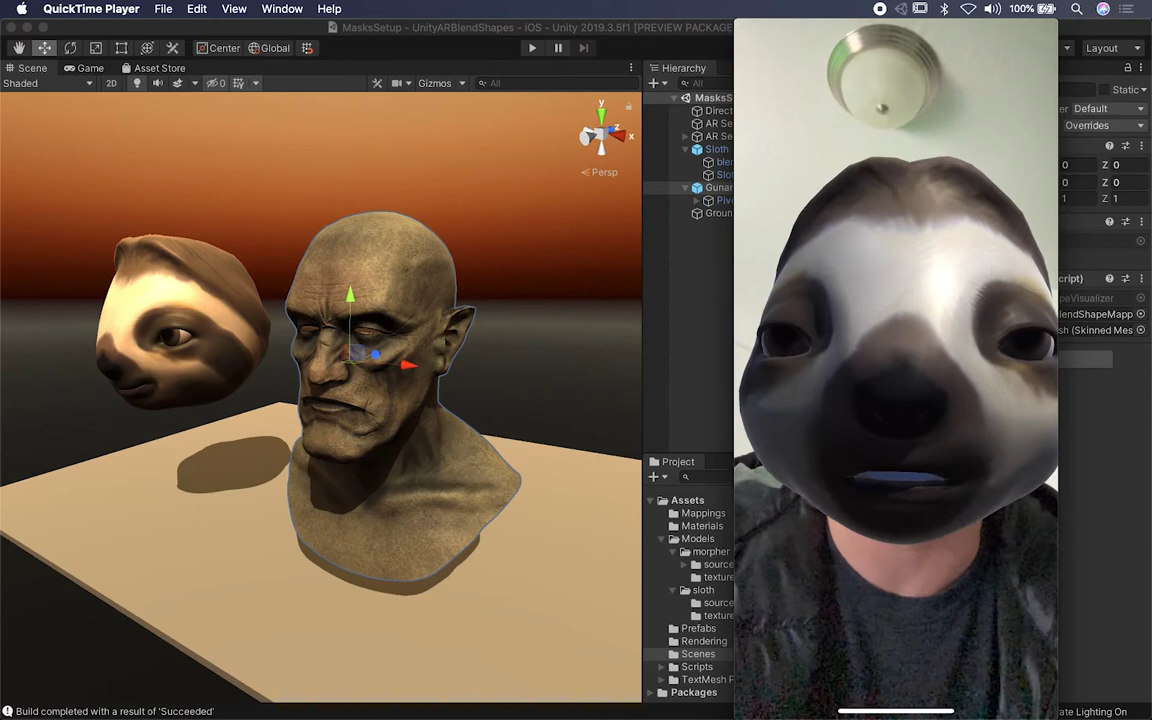 QuickTime Player File Edit View Window Help 100%
MasksSetup - UnityARBlendShapes - iOS - Unity 2019.3.5f1 [PREVIEW PACKAGE
Center Global Layout
Scene Game Asset Store Hierarchy
Static
Shaded 2D 0 Gizmos All All
MasksS
Direct
AR Se
AR Se
Sloth
ble
Slo
Gunar
Piv
Groun
Default
Overrides
0 Z 0
0 Z 0
1 Z 1
cript)
peVisualizer
lendShapeMapp
sh (Skinned Mes
y
x
z
Persp
Project
Assets
Mappings
Materials
Models
morpher
source
texture
sloth
source
texture
Prefabs
Rendering
Scenes
Scripts
TextMesh P
Packages
Build completed with a result of 'Succeeded'
ate Lighting On